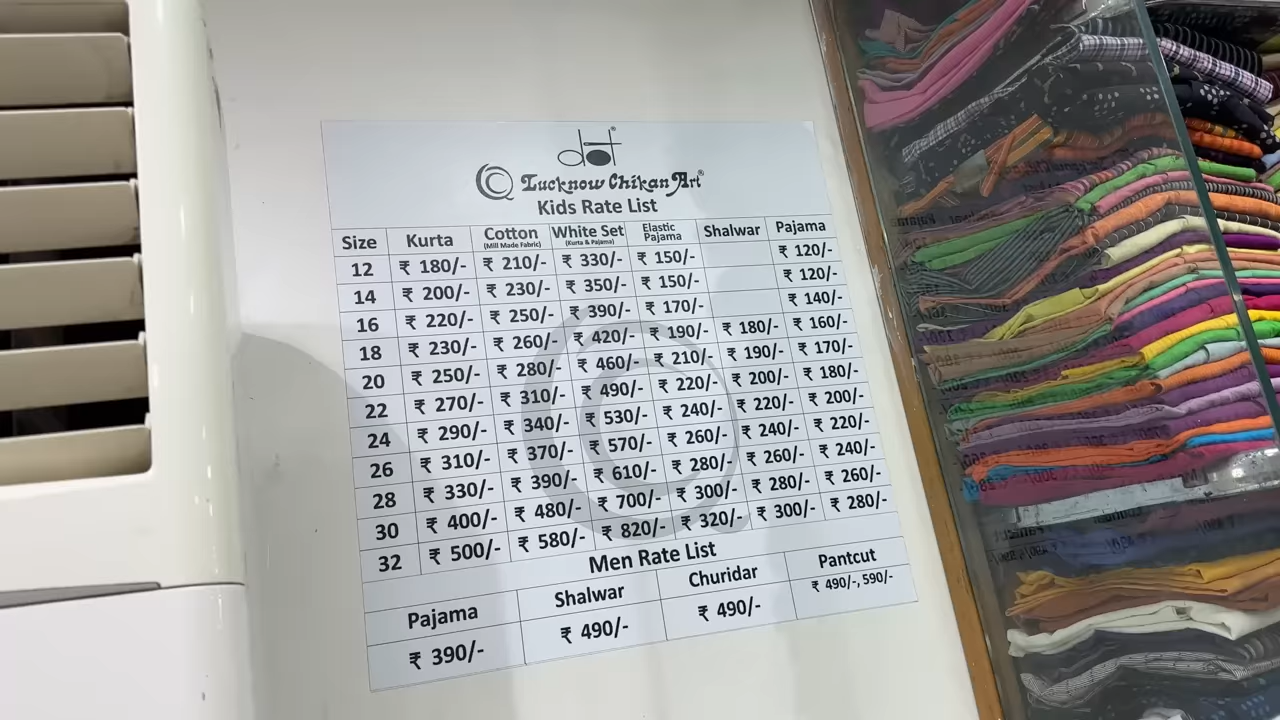 dot®
Lucknow Chikan Art®
Kids Rate List
Size Kurta Cotton (Mill Made Fabric) White Set (Kurta & Pajama) Elastic Pajama Shalwar Pajama
12 ₹ 180/- ₹ 210/- ₹ 330/- ₹ 150/- ₹ 120/-
14 ₹ 200/- ₹ 230/- ₹ 350/- ₹ 150/- ₹ 120/-
16 ₹ 220/- ₹ 250/- ₹ 390/- ₹ 170/- ₹ 140/-
18 ₹ 230/- ₹ 260/- ₹ 420/- ₹ 190/- ₹ 180/- ₹ 160/-
20 ₹ 250/- ₹ 280/- ₹ 460/- ₹ 210/- ₹ 190/- ₹ 170/-
22 ₹ 270/- ₹ 310/- ₹ 490/- ₹ 220/- ₹ 200/- ₹ 180/-
24 ₹ 290/- ₹ 340/- ₹ 530/- ₹ 240/- ₹ 220/- ₹ 200/-
26 ₹ 310/- ₹ 370/- ₹ 570/- ₹ 260/- ₹ 240/- ₹ 220/-
28 ₹ 330/- ₹ 390/- ₹ 610/- ₹ 280/- ₹ 260/- ₹ 240/-
30 ₹ 400/- ₹ 480/- ₹ 700/- ₹ 300/- ₹ 280/- ₹ 260/-
32 ₹ 500/- ₹ 580/- ₹ 820/- ₹ 320/- ₹ 300/- ₹ 280/-
Men Rate List
Pajama Shalwar Churidar Pantcut
₹ 390/- ₹ 490/- ₹ 490/- ₹ 490/-, 590/-